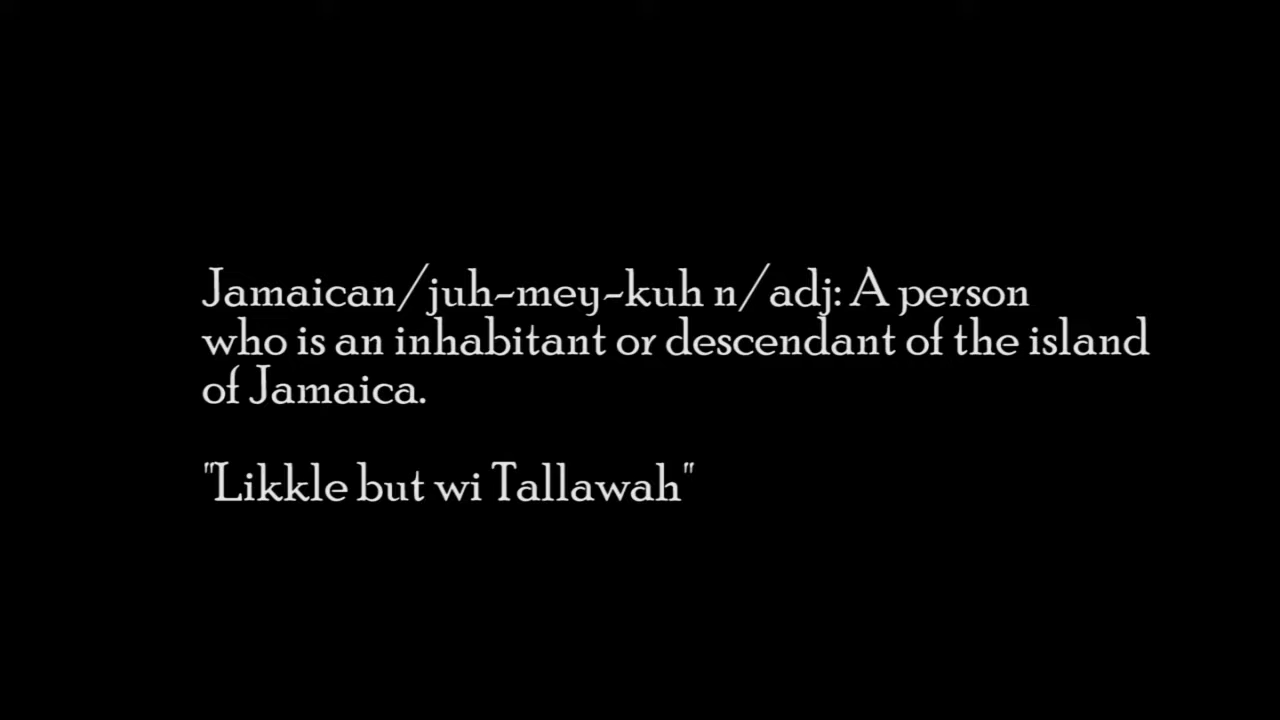 Jamaican/juh-mey-kuh n/adj: A person
who is an inhabitant or descendant of the island
of Jamaica.
"Likkle but wi Tallawah"